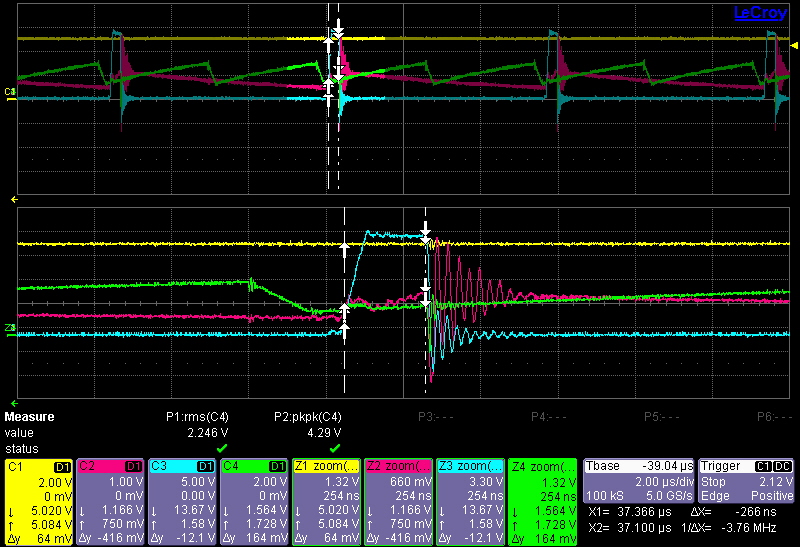 LeCroy
C3
Z3
Measure P1:rms(C4) P2:pkpk(C4) P3:--- P4:--- P5:--- P6:---
value 2.246 V 4.29 V
status
C1 D1 C2 D1 C3 D1 C4 D1 Z1 zoom(... Z2 zoom(... Z3 zoom(... Z4 zoom(... Tbase -39.04 µs Trigger C1 DC
2.00 V 1.00 V 5.00 V 2.00 V 1.32 V 660 mV 3.30 V 1.32 V 2.00 µs/div Stop 2.12 V
0 mV 0.00 V 0.00 V 0 mV 254 ns 254 ns 254 ns 254 ns 100 kS 5.0 GS/s Edge Positive
↓ 5.020 V ↓ 1.166 V ↓ 13.67 V ↓ 1.564 V ↓ 5.020 V ↓ 1.166 V ↓ 13.67 V ↓ 1.564 V X1= 37.366 µs ΔX= -266 ns
↑ 5.084 V ↑ 750 mV ↑ 1.58 V ↑ 1.728 V ↑ 5.084 V ↑ 750 mV ↑ 1.58 V ↑ 1.728 V X2= 37.100 µs 1/ΔX= -3.76 MHz
Δy 64 mV Δy -416 mV Δy -12.1 V Δy 164 mV Δy 64 mV Δy -416 mV Δy -12.1 V Δy 164 mV